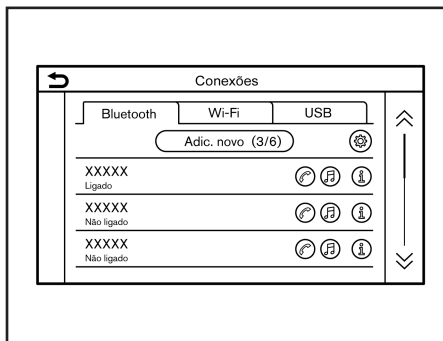 Conexões
Bluetooth Wi-Fi USB
Adic. novo (3/6)
XXXXX
Ligado
XXXXX
Não ligado
XXXXX
Não ligado